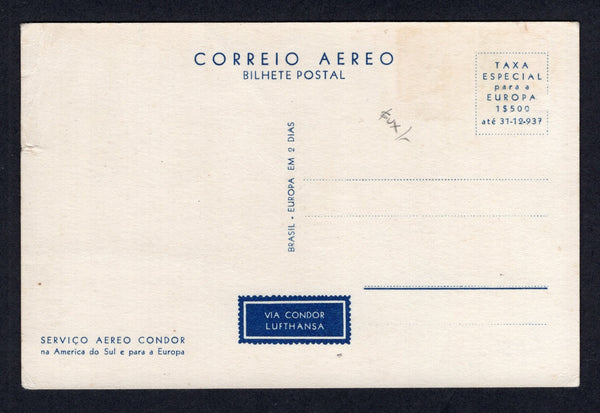 CORREIO AEREO
BILHETE POSTAL
TAXA
ESPECIAL
para a
EUROPA
1$500
até 31-12-937
BRASIL • EUROPA EM 2 DIAS
VIA CONDOR
LUFTHANSA
SERVIÇO AEREO CONDOR
na America do Sul e para a Europa